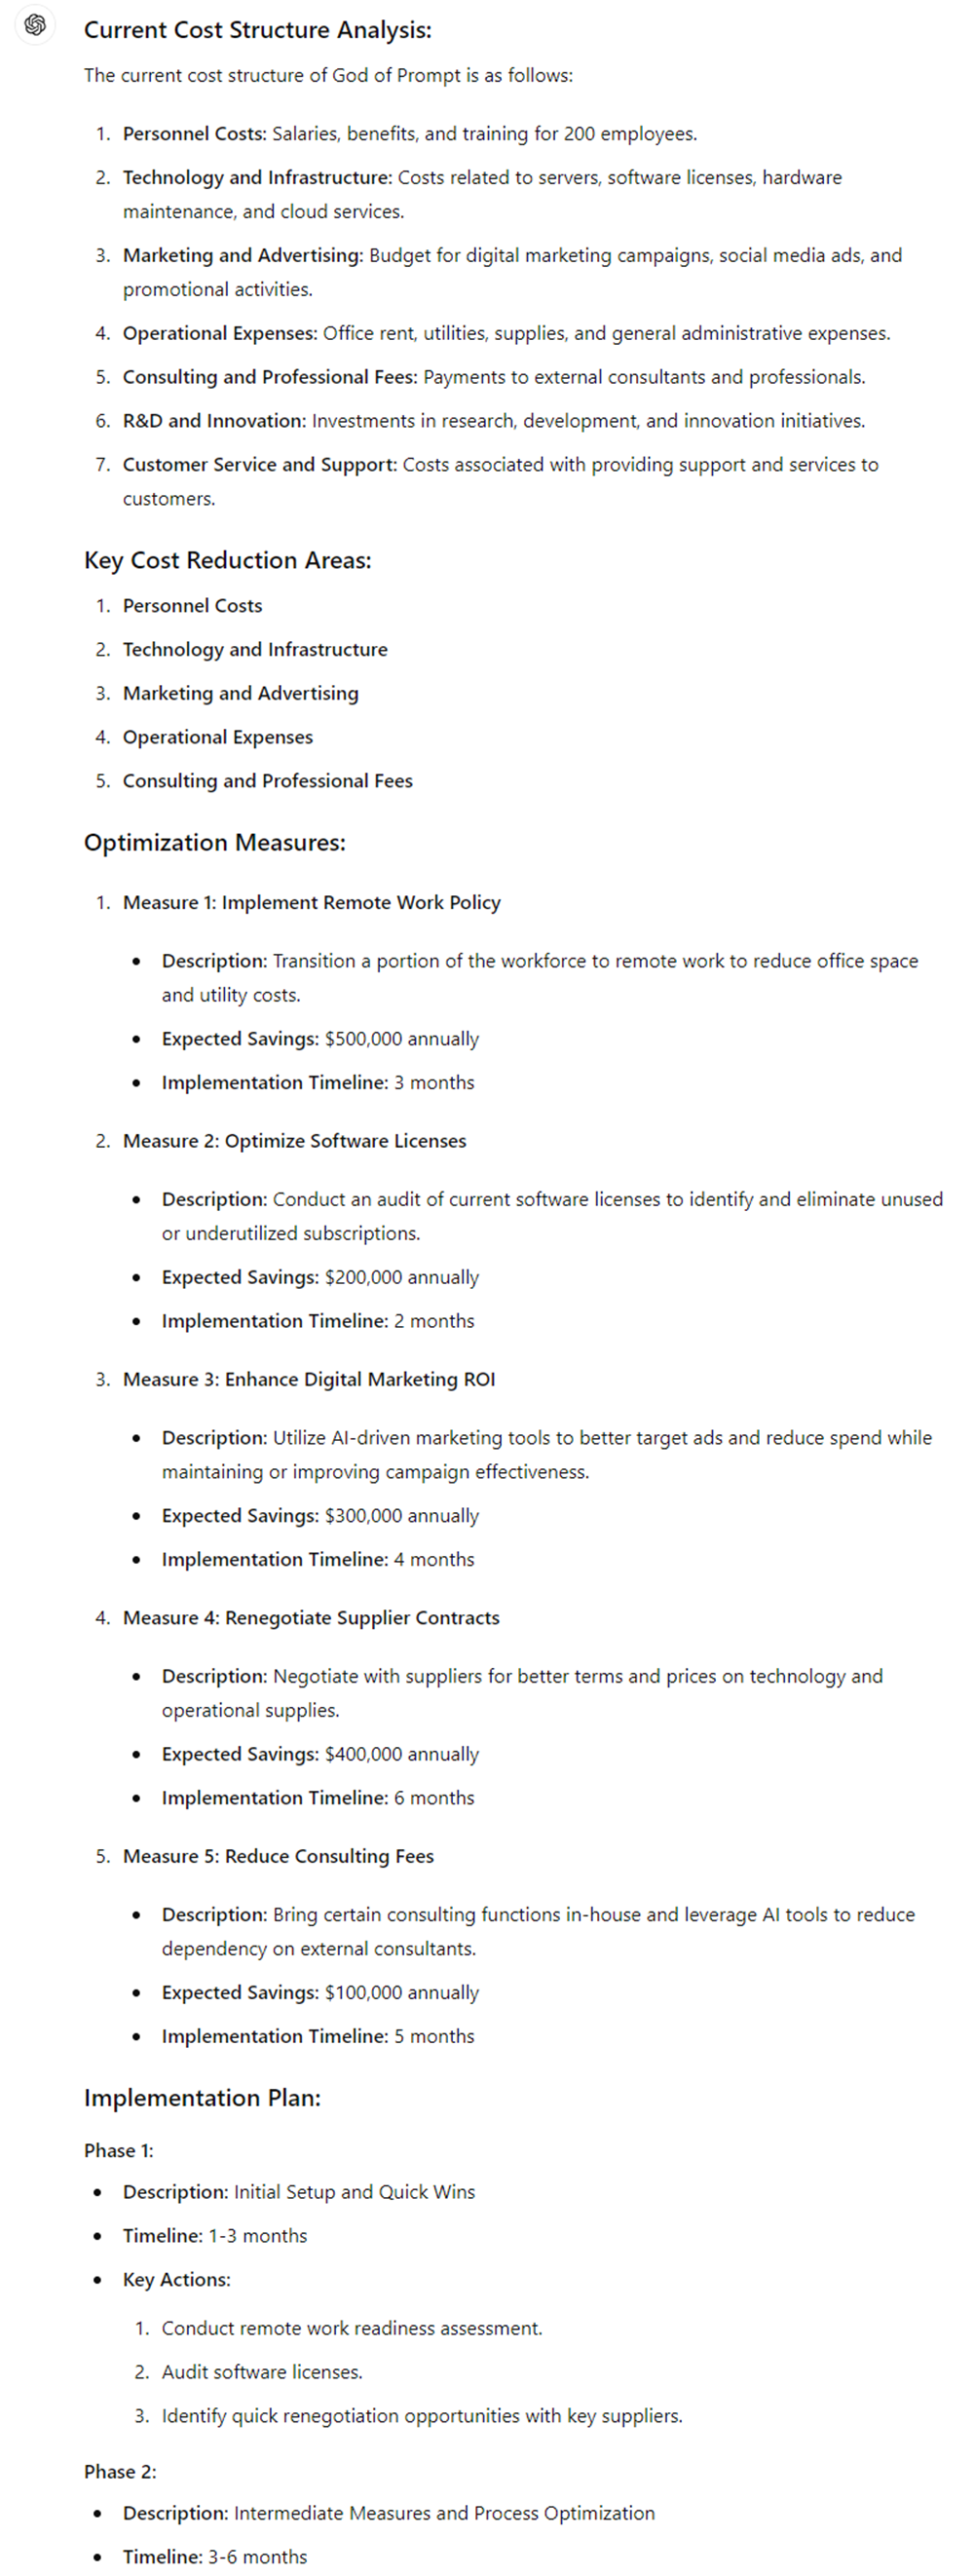 Current Cost Structure Analysis:
The current cost structure of God of Prompt is as follows:
1. Personnel Costs: Salaries, benefits, and training for 200 employees.
2. Technology and Infrastructure: Costs related to servers, software licenses, hardware
maintenance, and cloud services.
3. Marketing and Advertising: Budget for digital marketing campaigns, social media ads, and
promotional activities.
4. Operational Expenses: Office rent, utilities, supplies, and general administrative expenses.
5. Consulting and Professional Fees: Payments to external consultants and professionals.
6. R&D and Innovation: Investments in research, development, and innovation initiatives.
7. Customer Service and Support: Costs associated with providing support and services to
customers.
Key Cost Reduction Areas:
1. Personnel Costs
2. Technology and Infrastructure
3. Marketing and Advertising
4. Operational Expenses
5. Consulting and Professional Fees
Optimization Measures:
1. Measure 1: Implement Remote Work Policy
• Description: Transition a portion of the workforce to remote work to reduce office space
and utility costs.
• Expected Savings: $500,000 annually
• Implementation Timeline: 3 months
2. Measure 2: Optimize Software Licenses
• Description: Conduct an audit of current software licenses to identify and eliminate unused
or underutilized subscriptions.
• Expected Savings: $200,000 annually
• Implementation Timeline: 2 months
3. Measure 3: Enhance Digital Marketing ROI
• Description: Utilize AI-driven marketing tools to better target ads and reduce spend while
maintaining or improving campaign effectiveness.
• Expected Savings: $300,000 annually
• Implementation Timeline: 4 months
4. Measure 4: Renegotiate Supplier Contracts
• Description: Negotiate with suppliers for better terms and prices on technology and
operational supplies.
• Expected Savings: $400,000 annually
• Implementation Timeline: 6 months
5. Measure 5: Reduce Consulting Fees
• Description: Bring certain consulting functions in-house and leverage AI tools to reduce
dependency on external consultants.
• Expected Savings: $100,000 annually
• Implementation Timeline: 5 months
Implementation Plan:
Phase 1:
• Description: Initial Setup and Quick Wins
• Timeline: 1-3 months
• Key Actions:
1. Conduct remote work readiness assessment.
2. Audit software licenses.
3. Identify quick renegotiation opportunities with key suppliers.
Phase 2:
• Description: Intermediate Measures and Process Optimization
• Timeline: 3-6 months